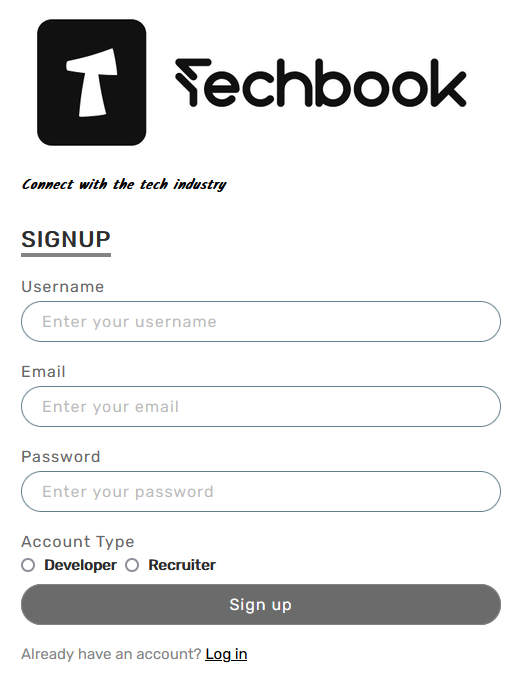 T Techbook
Connect with the tech industry
SIGNUP
Username
Enter your username
Email
Enter your email
Password
Enter your password
Account Type
Developer Recruiter
Sign up
Already have an account? Log in